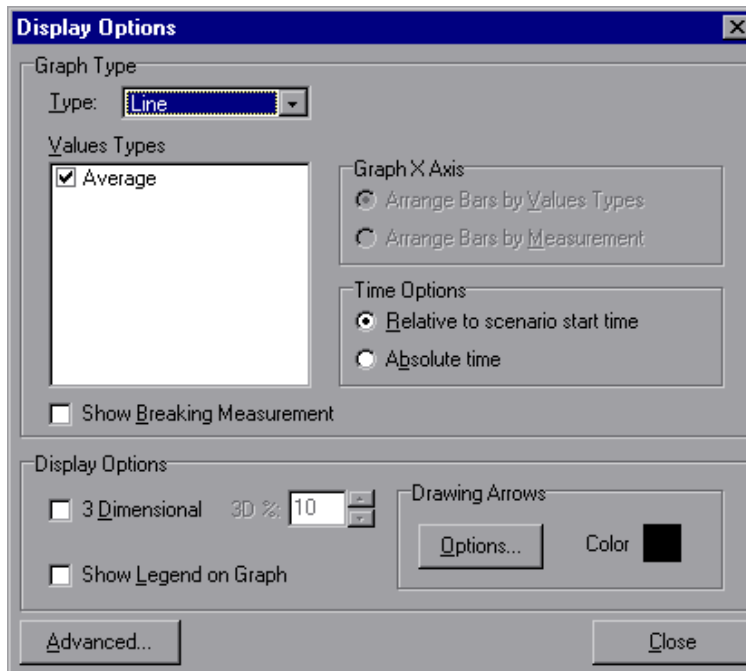 Display Options
Graph Type
Type: Line
Values Types
Average
Graph X Axis
Arrange Bars by Values Types
Arrange Bars by Measurement
Time Options
Relative to scenario start time
Absolute time
Show Breaking Measurement
Display Options
3 Dimensional 3D %: 10
Drawing Arrows
Options... Color
Show Legend on Graph
Advanced... Close